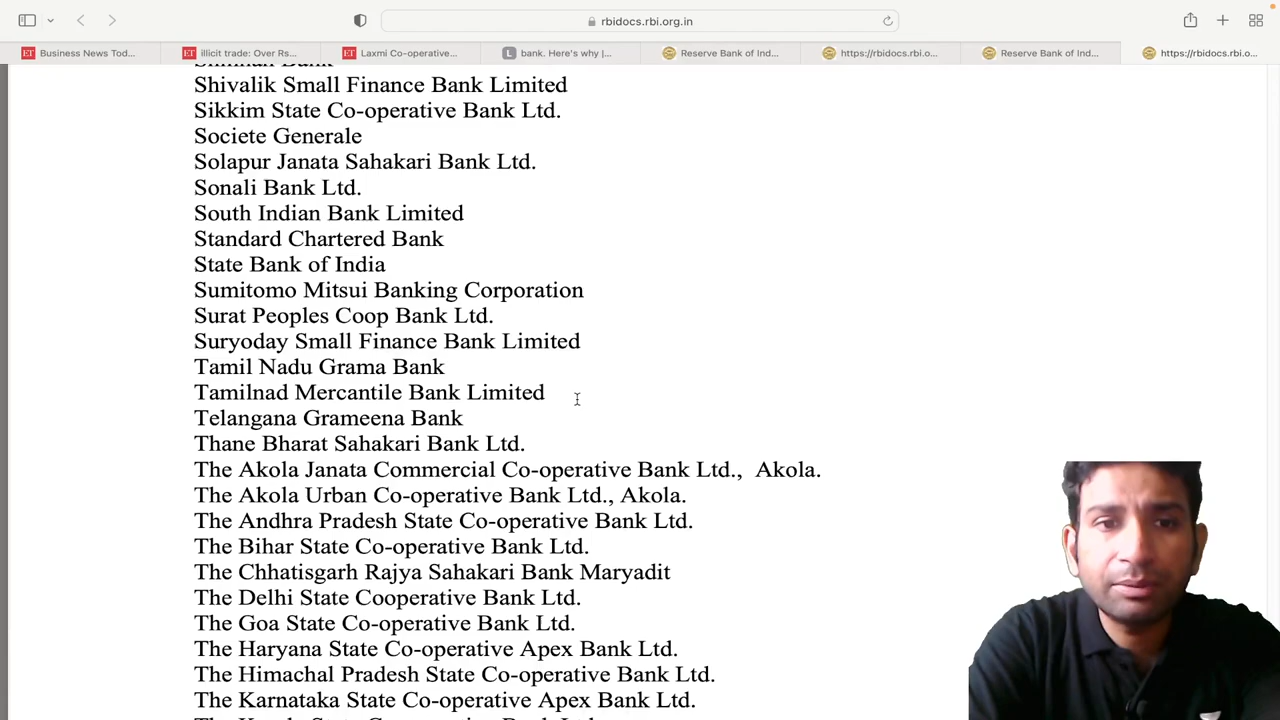 rbidocs.rbi.org.in
ET Business News Tod...
ET illicit trade: Over Rs...
ET Laxmi Co-operative...
L bank. Here's why |...
Reserve Bank of Ind...
https://rbidocs.rbi.o...
Reserve Bank of Ind...
https://rbidocs.rbi.o...
Shivalik Small Finance Bank Limited
Sikkim State Co-operative Bank Ltd.
Societe Generale
Solapur Janata Sahakari Bank Ltd.
Sonali Bank Ltd.
South Indian Bank Limited
Standard Chartered Bank
State Bank of India
Sumitomo Mitsui Banking Corporation
Surat Peoples Coop Bank Ltd.
Suryoday Small Finance Bank Limited
Tamil Nadu Grama Bank
Tamilnad Mercantile Bank Limited
Telangana Grameena Bank
Thane Bharat Sahakari Bank Ltd.
The Akola Janata Commercial Co-operative Bank Ltd.,  Akola.
The Akola Urban Co-operative Bank Ltd., Akola.
The Andhra Pradesh State Co-operative Bank Ltd.
The Bihar State Co-operative Bank Ltd.
The Chhatisgarh Rajya Sahakari Bank Maryadit
The Delhi State Cooperative Bank Ltd.
The Goa State Co-operative Bank Ltd.
The Haryana State Co-operative Apex Bank Ltd.
The Himachal Pradesh State Co-operative Bank Ltd.
The Karnataka State Co-operative Apex Bank Ltd.